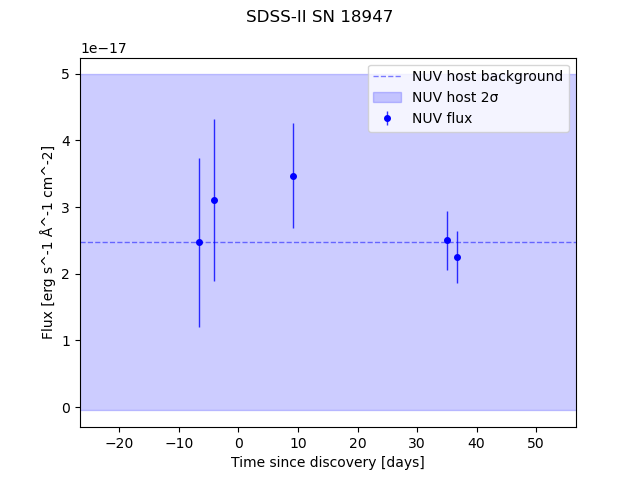 SDSS-II SN 18947
1e−17
NUV host background
NUV host 2σ
NUV flux
5
4
3
2
1
0
Flux [erg s^-1 Å^-1 cm^-2]
−20 −10 0 10 20 30 40 50
Time since discovery [days]